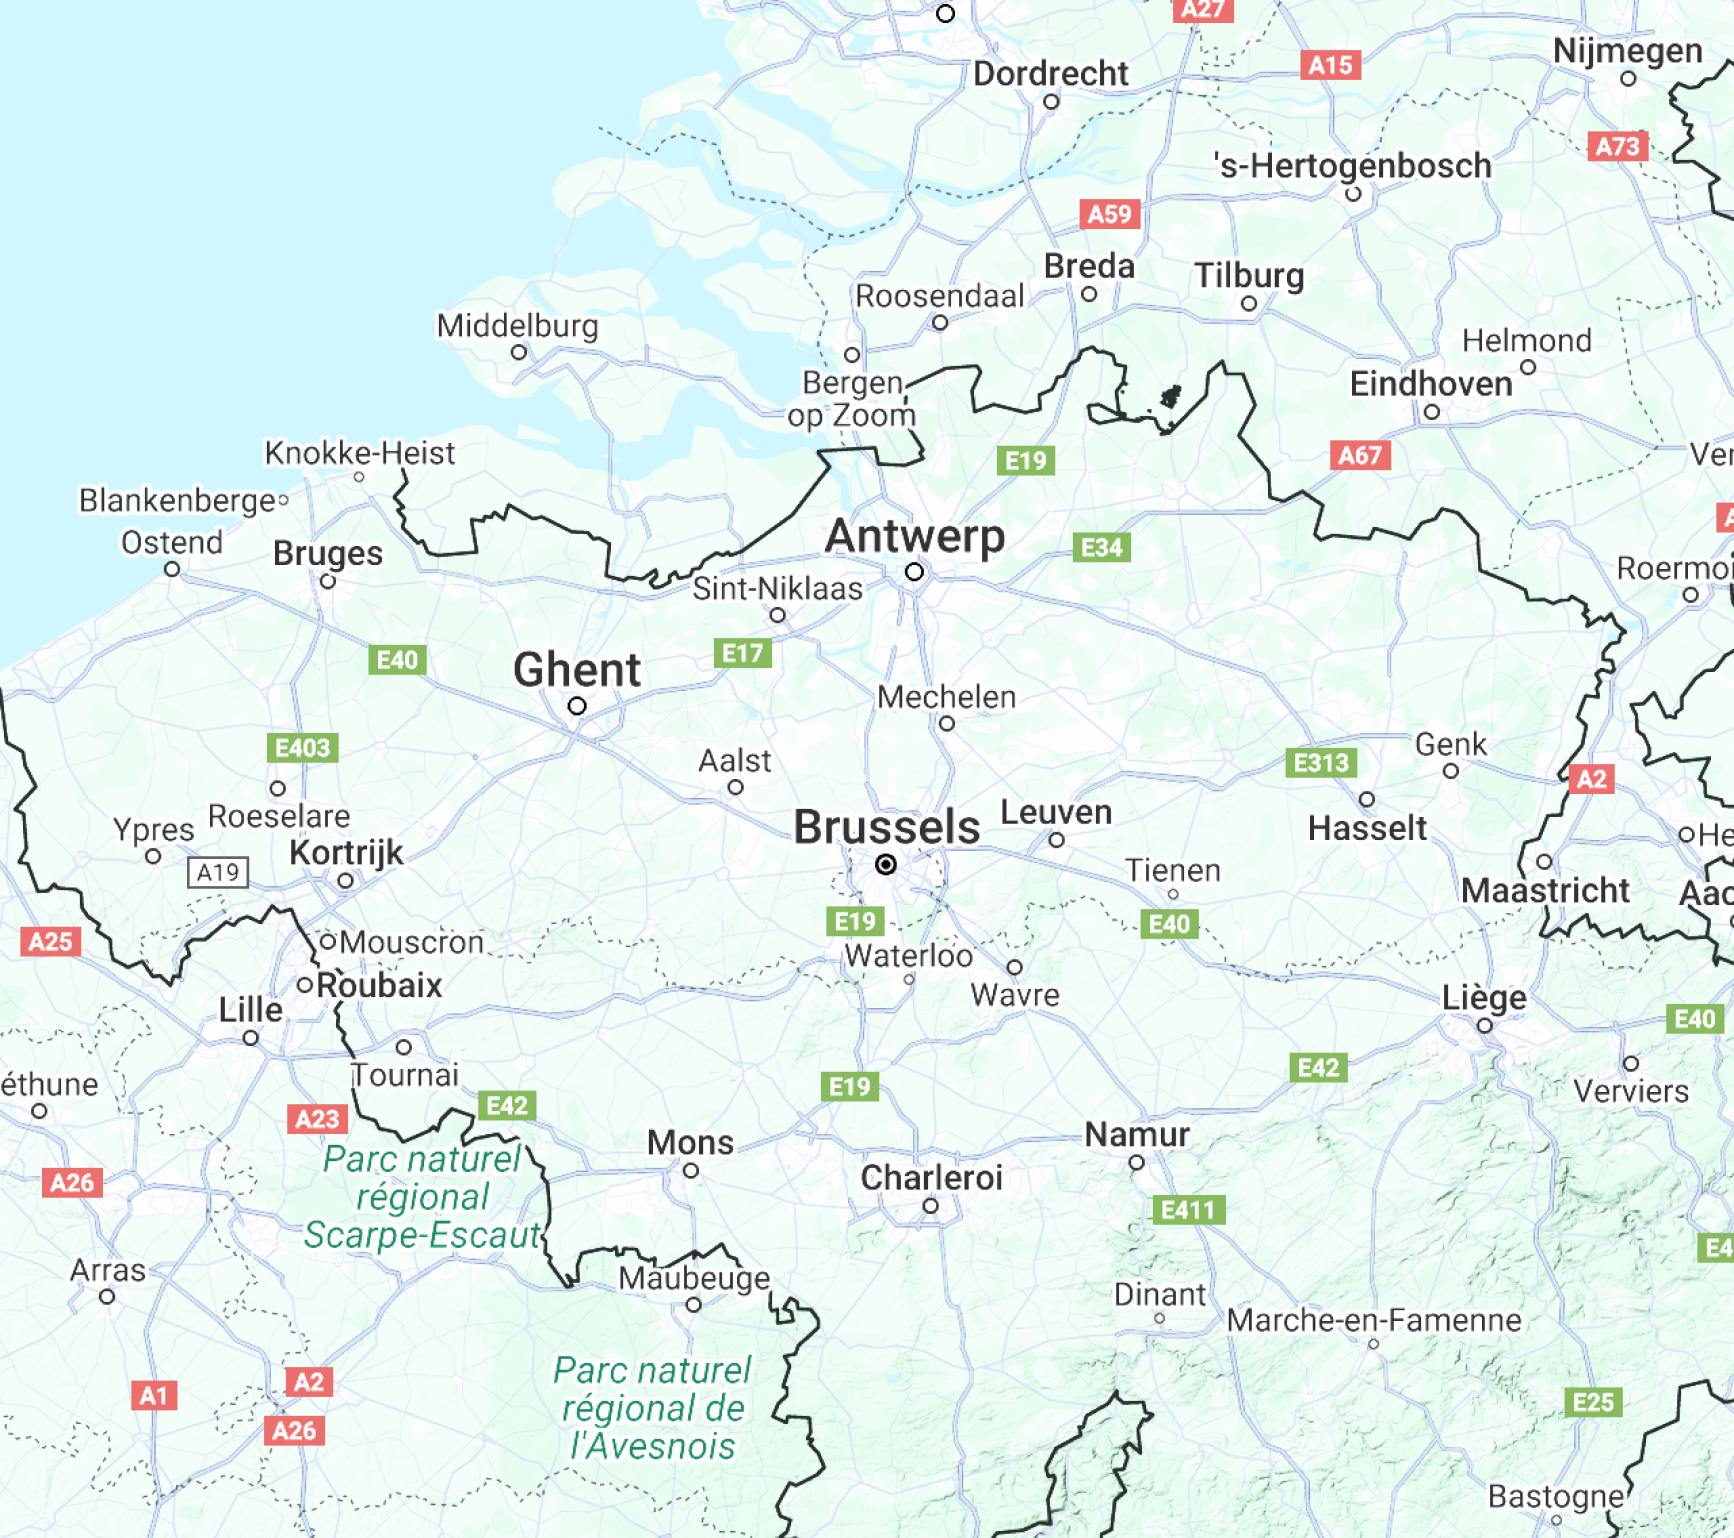 A27
Nijmegen
Dordrecht
A15
A73
's-Hertogenbosch
A59
Breda
Tilburg
Roosendaal
Middelburg
Helmond
Bergen
op Zoom
Eindhoven
Knokke-Heist
E19
A67
Ver
Blankenberge
Ostend
Bruges
Antwerp
E34
A
Roermo
Sint-Niklaas
E40
Ghent
E17
Mechelen
E403
Aalst
E313
Genk
A2
Ypres
Roeselare
Kortrijk
A19
Brussels
Leuven
Hasselt
He
Tienen
Maastricht
Aac
A25
Mouscron
E19
E40
Waterloo
Roubaix
Wavre
Lille
Liège
E40
Tournai
éthune
E19
E42
Verviers
A23
E42
Mons
Namur
Parc naturel
régional
Scarpe-Escaut
A26
Charleroi
E411
E4
Arras
Maubeuge
Dinant
Marche-en-Famenne
Parc naturel
régional de
l'Avesnois
A1
A2
A26
E25
Bastogne